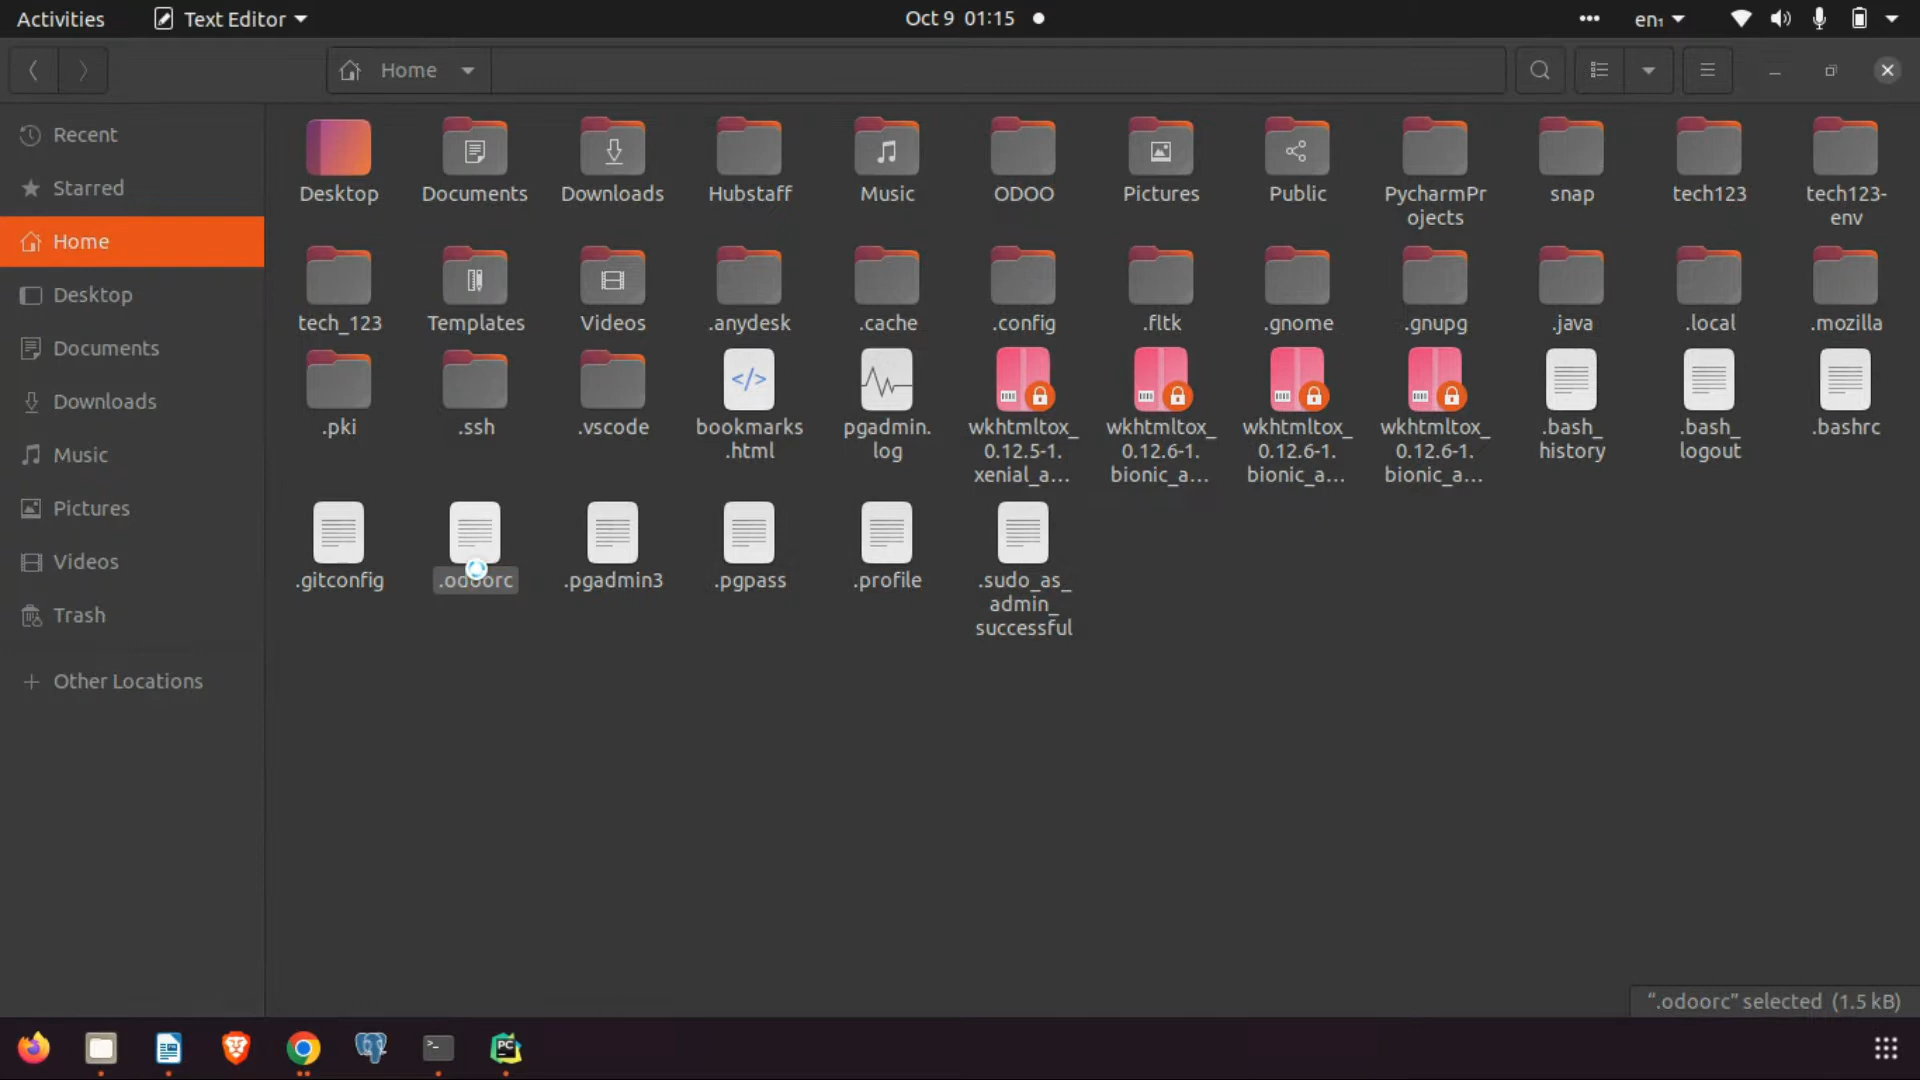 Activities
Text Editor
Oct 9 01:15
en₁
Home
Recent
Starred
Home
Desktop
Documents
Downloads
Music
Pictures
Videos
Trash
Other Locations
Desktop
Documents
Downloads
Hubstaff
Music
ODOO
Pictures
Public
PycharmPr
ojects
snap
tech123
tech123-
env
tech_123
Templates
Videos
.anydesk
.cache
.config
.fltk
.gnome
.gnupg
.java
.local
.mozilla
.pki
.ssh
.vscode
bookmarks
.html
pgadmin.
log
wkhtmltox_
0.12.5-1.
xenial_a...
wkhtmltox_
0.12.6-1.
bionic_a...
wkhtmltox_
0.12.6-1.
bionic_a...
wkhtmltox_
0.12.6-1.
bionic_a...
.bash_
history
.bash_
logout
.bashrc
.gitconfig
.odoorc
.pgadmin3
.pgpass
.profile
.sudo_as_
admin_
successful
“.odoorc” selected (1.5 kB)
PC